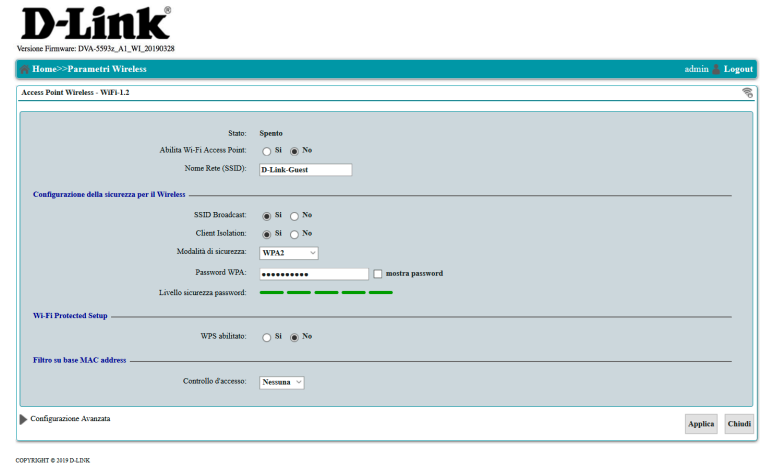 D-Link®
Versione Firmware: DVA-5593z_A1_WI_20190328
Home>>Parametri Wireless admin Logout
Access Point Wireless - WiFi-1.2
Stato: Spento
Abilita Wi-Fi Access Point: Si No
Nome Rete (SSID): D-Link-Guest
Configurazione della sicurezza per il Wireless
SSID Broadcast: Si No
Client Isolation: Si No
Modalità di sicurezza: WPA2
Password WPA: ●●●●●●●●●● mostra password
Livello sicurezza password:
Wi-Fi Protected Setup
WPS abilitato: Si No
Filtro su base MAC address
Controllo d'accesso: Nessuna
Configurazione Avanzata
Applica Chiudi
COPYRIGHT © 2019 D-LINK